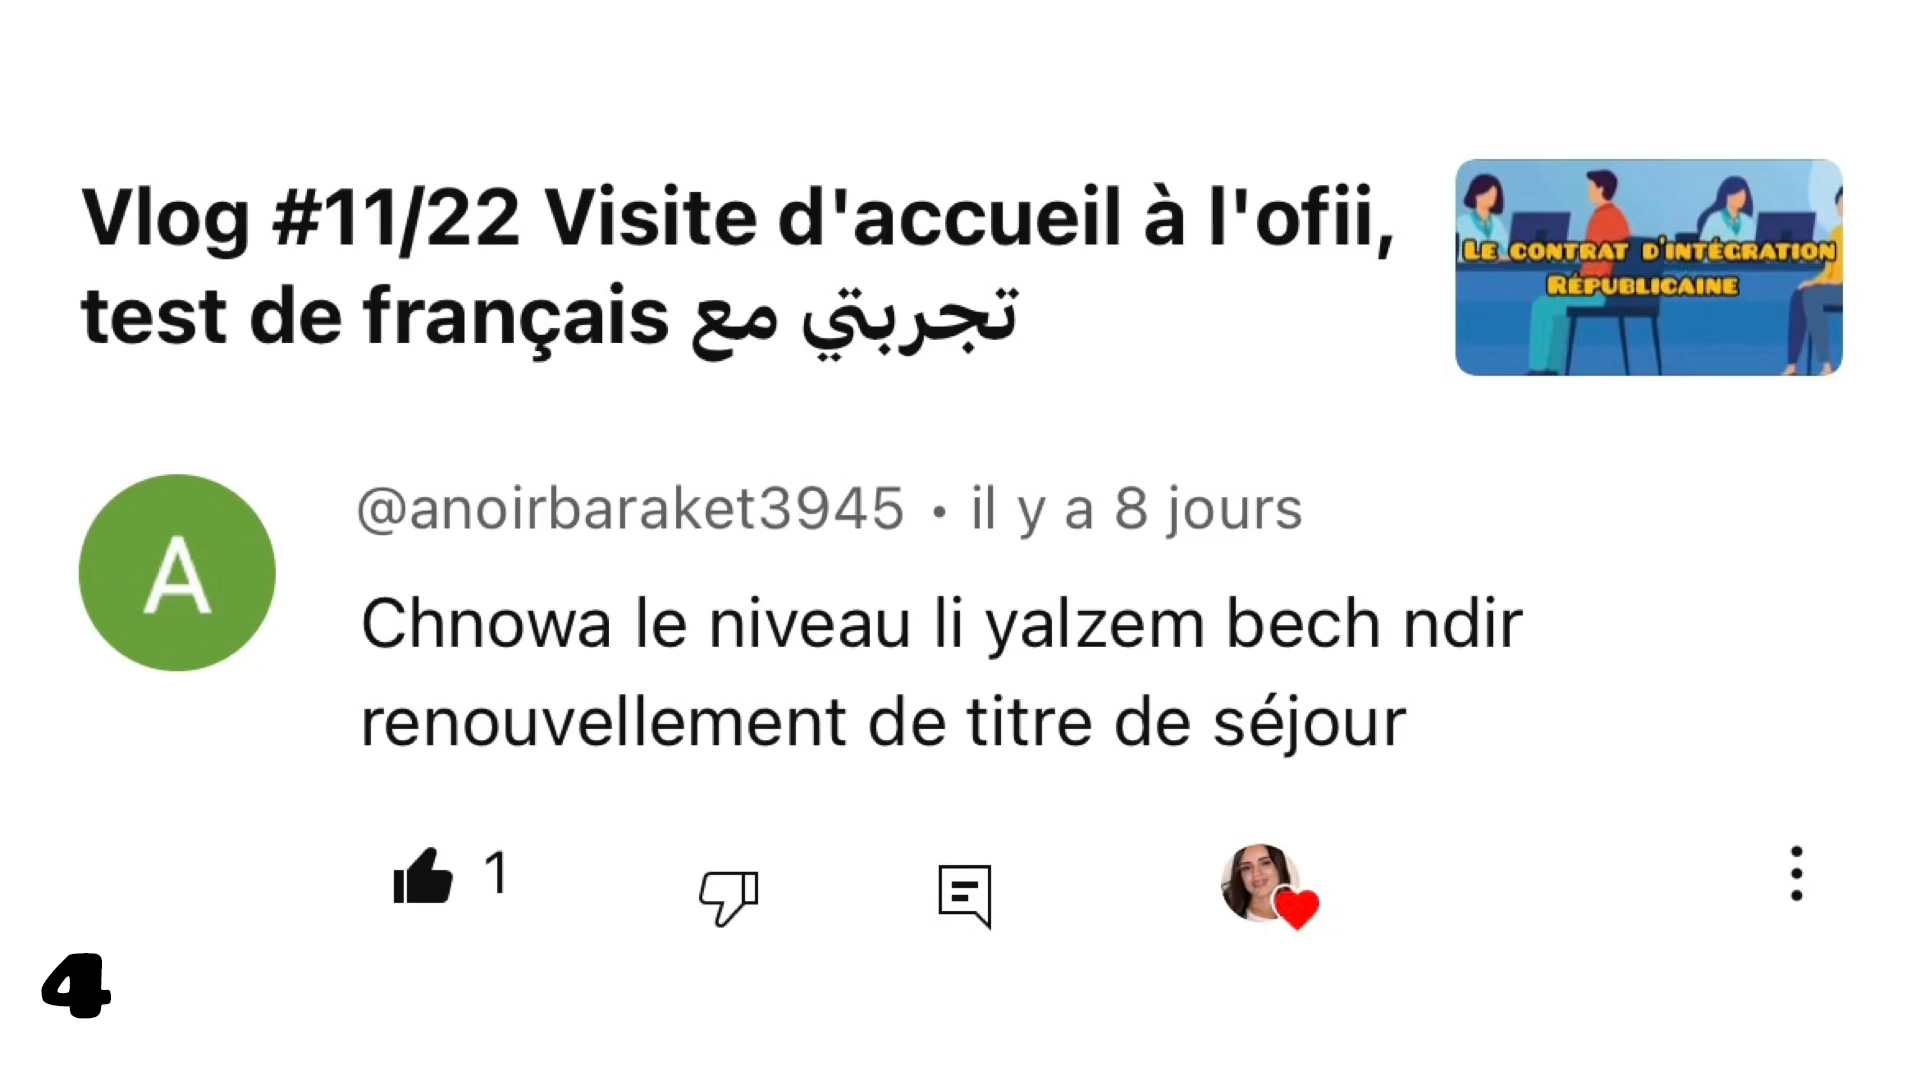 Vlog #11/22 Visite d'accueil à l'ofii,
test de français تجربتي مع
LE CONTRAT D'INTÉGRATION
RÉPUBLICAINE
A
@anoirbaraket3945 • il y a 8 jours
Chnowa le niveau li yalzem bech ndir
renouvellement de titre de séjour
1
4